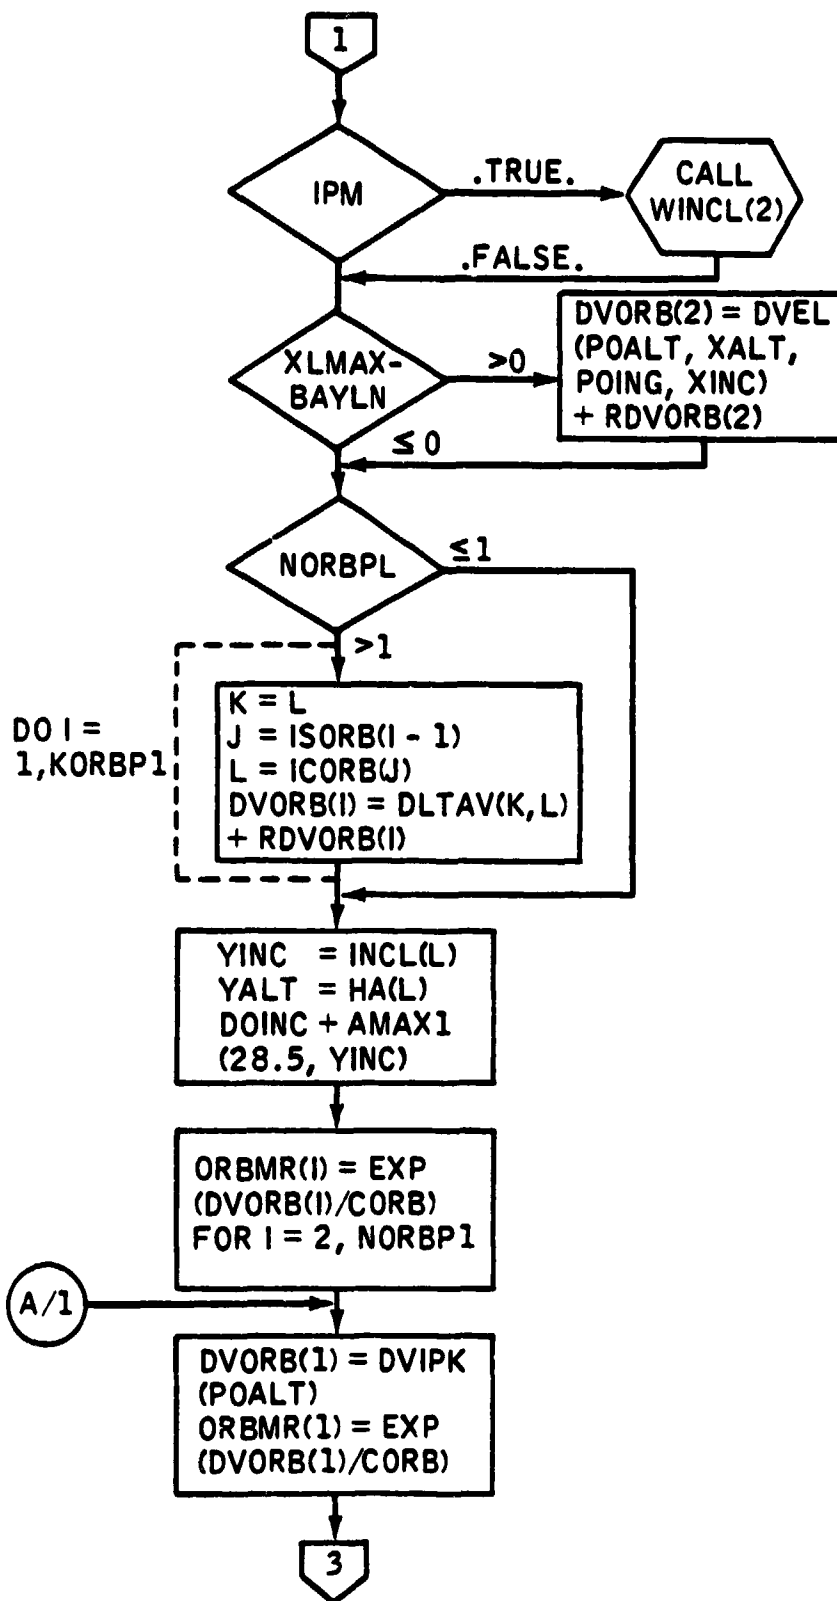 1
IPM
.TRUE.
CALL
WINCL(2)
.FALSE.
XLMAX-
BAYLN
>0
DVORB(2) = DVEL
(POALT, XALT,
POING, XINC)
+ RDVORB(2)
≤ 0
NORBPL
≤1
>1
DO I =
1,KORBP1
K = L
J = ISORB(I - 1)
L = ICORB(J)
DVORB(I) = DLTAV(K,L)
+ RDVORB(I)
YINC = INCL(L)
YALT = HA(L)
DOINC + AMAX1
(28.5, YINC)
ORBMR(I) = EXP
(DVORB(I)/CORB)
FOR I = 2, NORBP1
A/1
DVORB(1) = DVIPK
(POALT)
ORBMR(1) = EXP
(DVORB(1)/CORB)
3